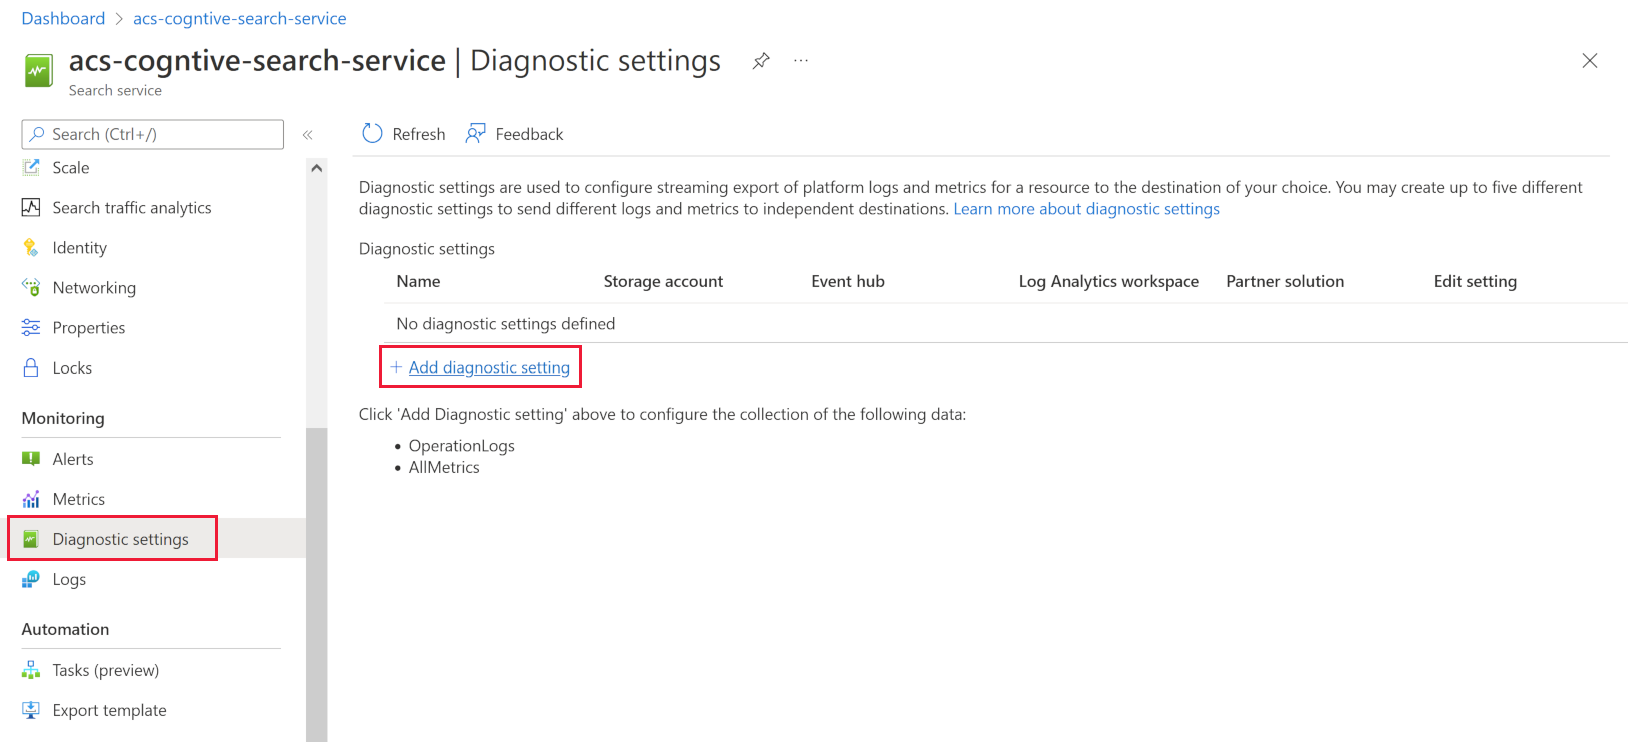 Dashboard > acs-cogntive-search-service
acs-cogntive-search-service | Diagnostic settings
Search service
Search (Ctrl+/)
Refresh Feedback
Scale
Search traffic analytics
Identity
Networking
Properties
Locks
Monitoring
Alerts
Metrics
Diagnostic settings
Logs
Automation
Tasks (preview)
Export template
Diagnostic settings are used to configure streaming export of platform logs and metrics for a resource to the destination of your choice. You may create up to five different
diagnostic settings to send different logs and metrics to independent destinations. Learn more about diagnostic settings
Diagnostic settings
Name Storage account Event hub Log Analytics workspace Partner solution Edit setting
No diagnostic settings defined
+ Add diagnostic setting
Click 'Add Diagnostic setting' above to configure the collection of the following data:
• OperationLogs
• AllMetrics